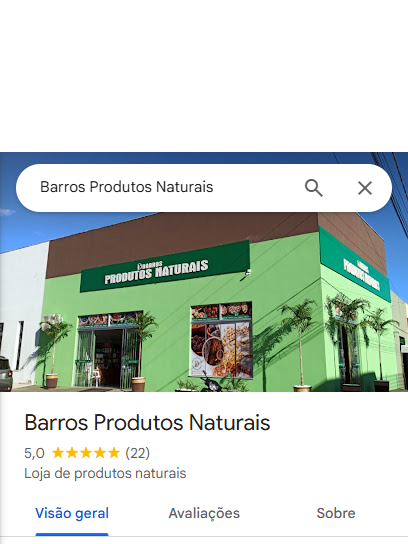 Barros Produtos Naturais
BARROS
PRODUTOS NATURAIS
PRODUTOS NATURAIS
Barros Produtos Naturais
5,0 (22)
Loja de produtos naturais
Visão geral
Avaliações
Sobre